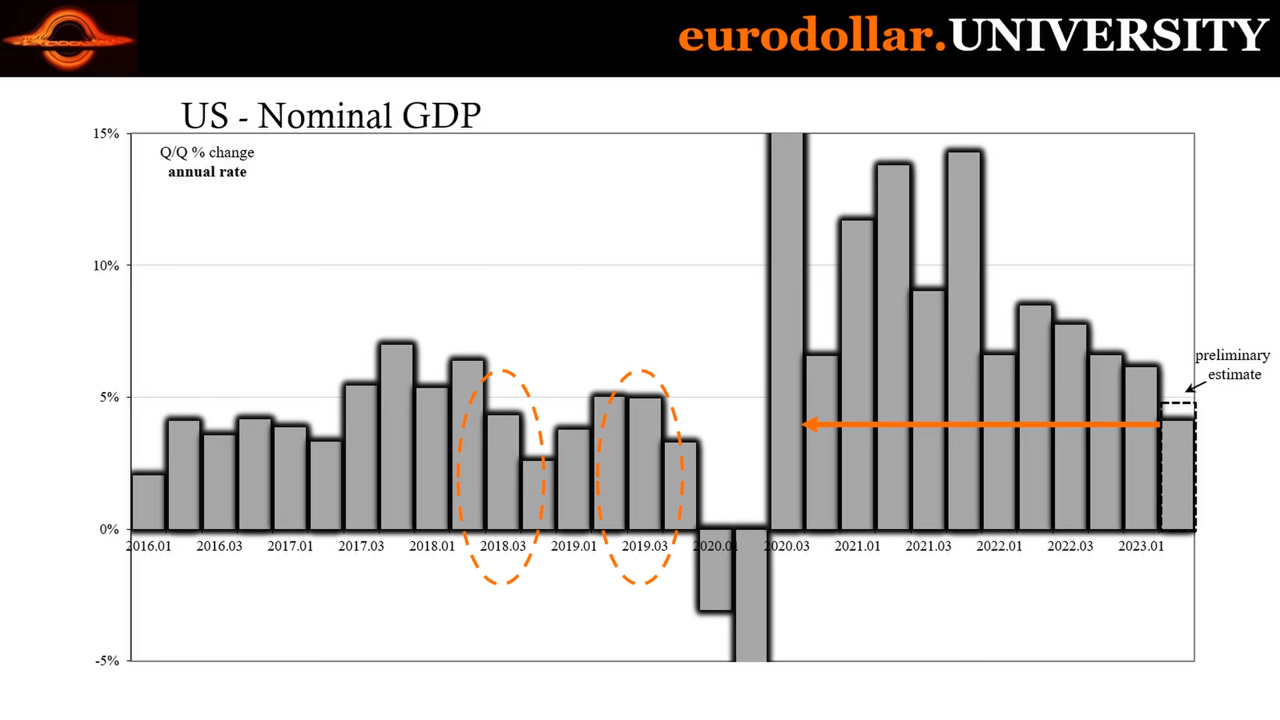 eurodollar.UNIVERSITY
US - Nominal GDP
15%
Q/Q % change
annual rate
10%
preliminary
estimate
5%
0%
2016.01 2016.03 2017.01 2017.03 2018.01 2018.03 2019.01 2019.03 2020.01 2020.03 2021.01 2021.03 2022.01 2022.03 2023.01
-5%